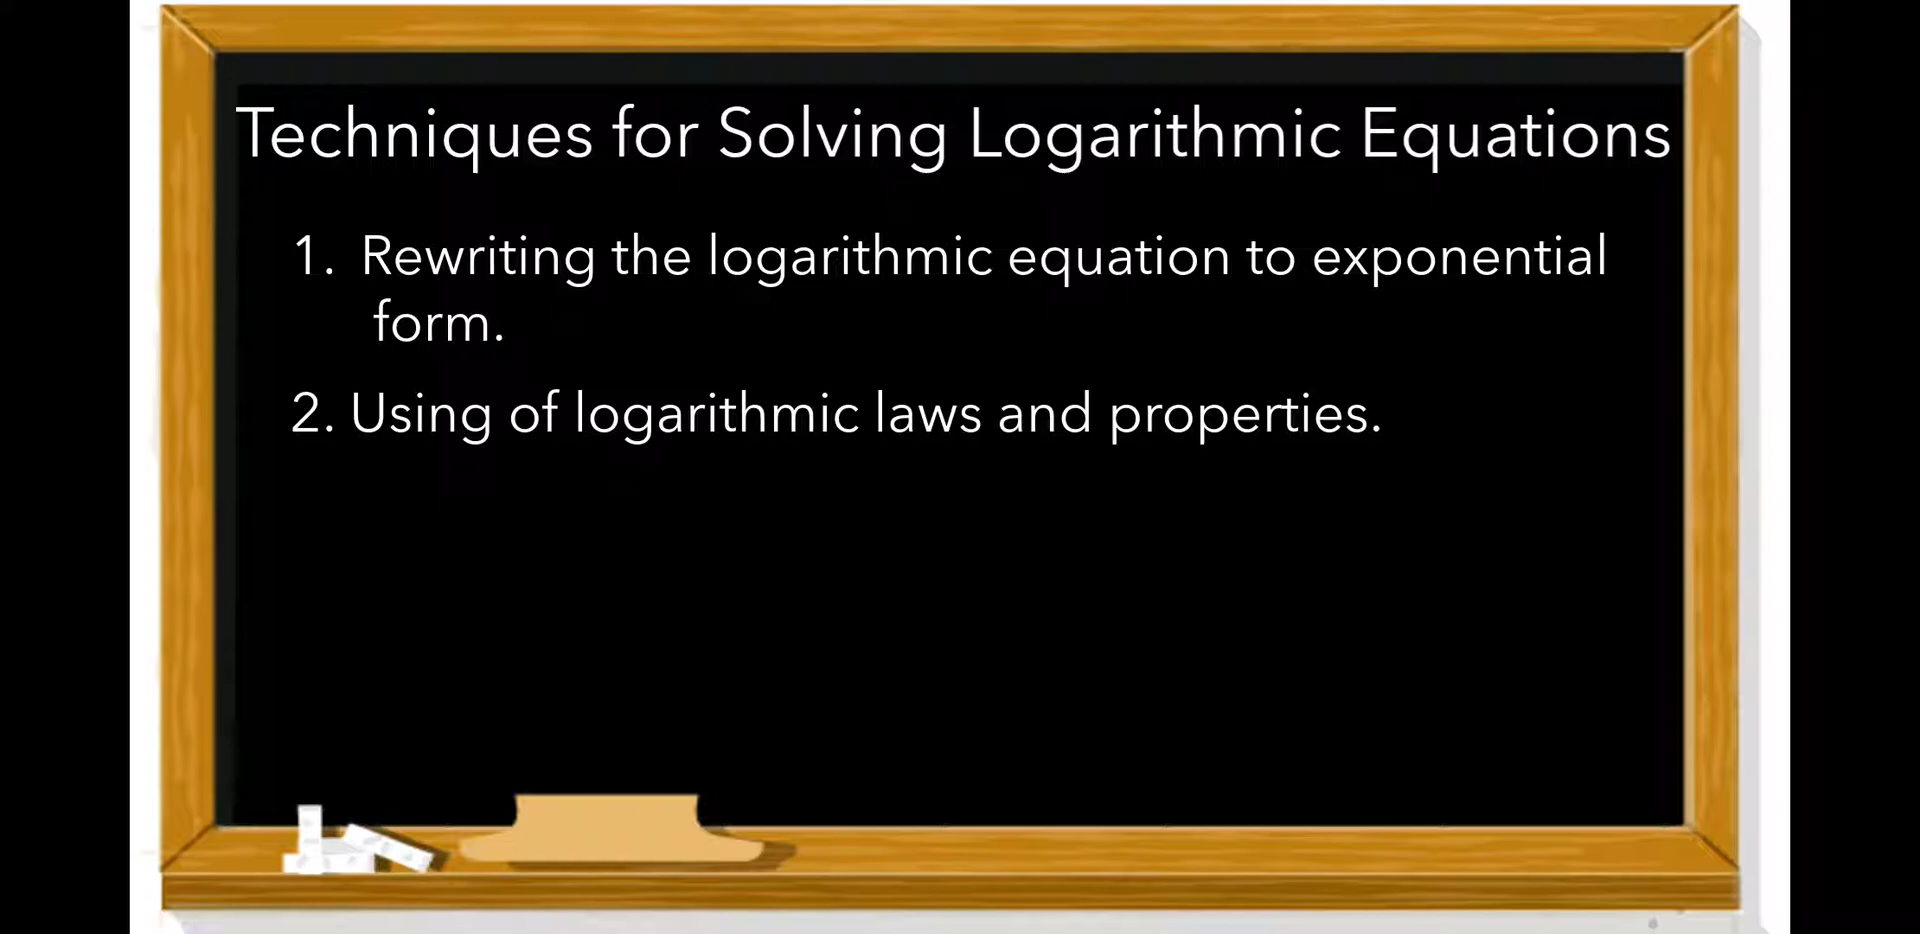 Techniques for Solving Logarithmic Equations
1. Rewriting the logarithmic equation to exponential
form.
2. Using of logarithmic laws and properties.